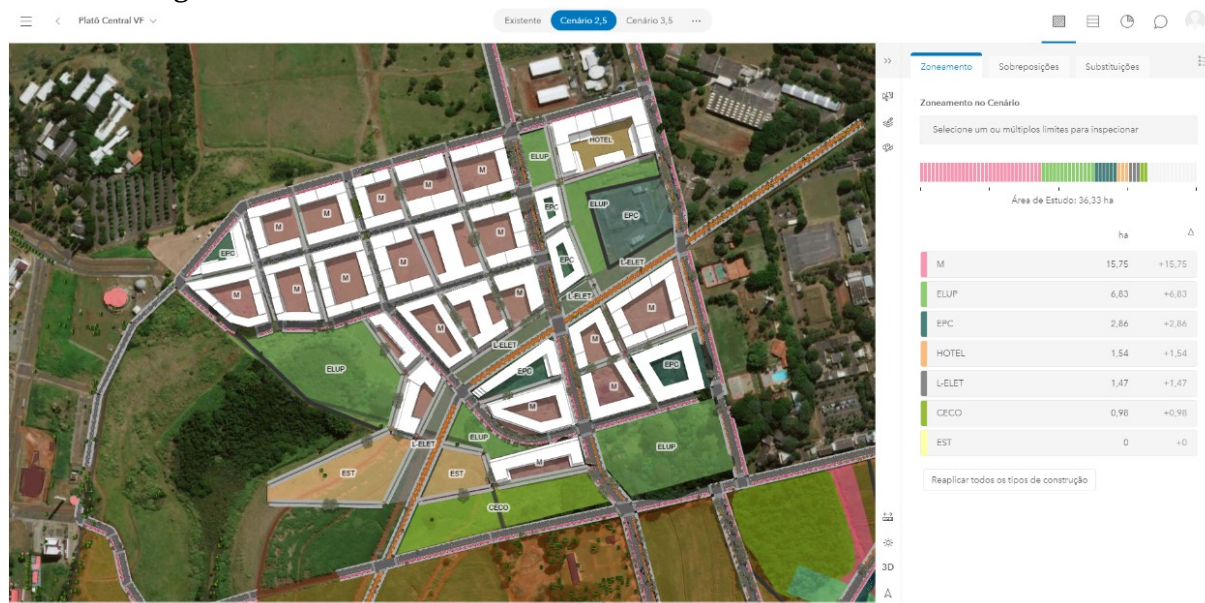 Platô Central VF
Existente Cenário 2,5 Cenário 3,5 ...
Zoneamento Sobreposições Substituições
Zoneamento no Cenário
Selecione um ou múltiplos limites para inspecionar
Área de Estudo: 36,33 ha
ha Δ
M 15,75 +15,75
ELUP 6,83 +6,83
EPC 2,86 +2,86
HOTEL 1,54 +1,54
L-ELET 1,47 +1,47
CECO 0,98 +0,98
EST 0 +0
Reaplicar todos os tipos de construção
3D
HOTEL
ELUP
M
M
M
M
M
EPC
ELUP
EPC
M
M
M
M
M
EPC
EPC
L-ELET
M
M
M
L-ELET
M
M
M
M
L-ELET
M
ELUP
EPC
EPC
M
M
ELUP
L-ELET
ELUP
M
EST
EST
CECO